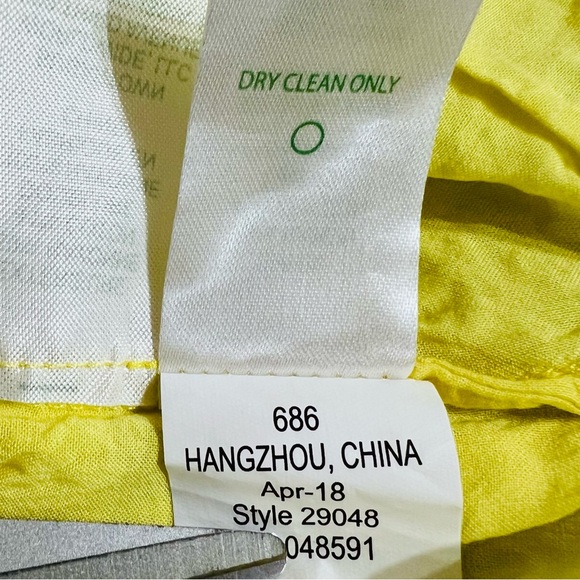 DRY CLEAN ONLY
686
HANGZHOU, CHINA
Apr-18
Style 29048
048591